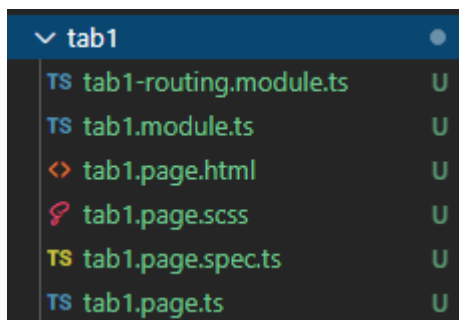 tab1
TS tab1-routing.module.ts U
TS tab1.module.ts U
tab1.page.html U
tab1.page.scss U
TS tab1.page.spec.ts U
TS tab1.page.ts U